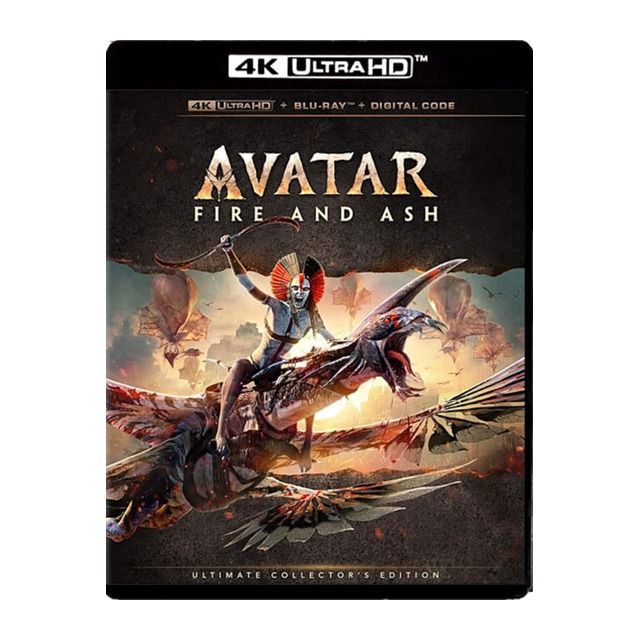 4K ULTRA HD™
4K ULTRA HD + BLU-RAY™ + DIGITAL CODE
AVATAR
FIRE AND ASH
ULTIMATE COLLECTOR'S EDITION